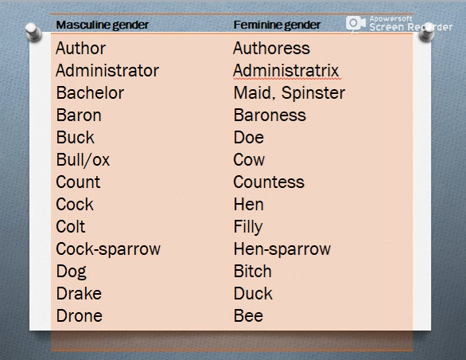 Masculine gender Feminine gender
Apowersoft
Screen Recorder
Author Authoress
Administrator Administratrix
Bachelor Maid, Spinster
Baron Baroness
Buck Doe
Bull/ox Cow
Count Countess
Cock Hen
Colt Filly
Cock-sparrow Hen-sparrow
Dog Bitch
Drake Duck
Drone Bee